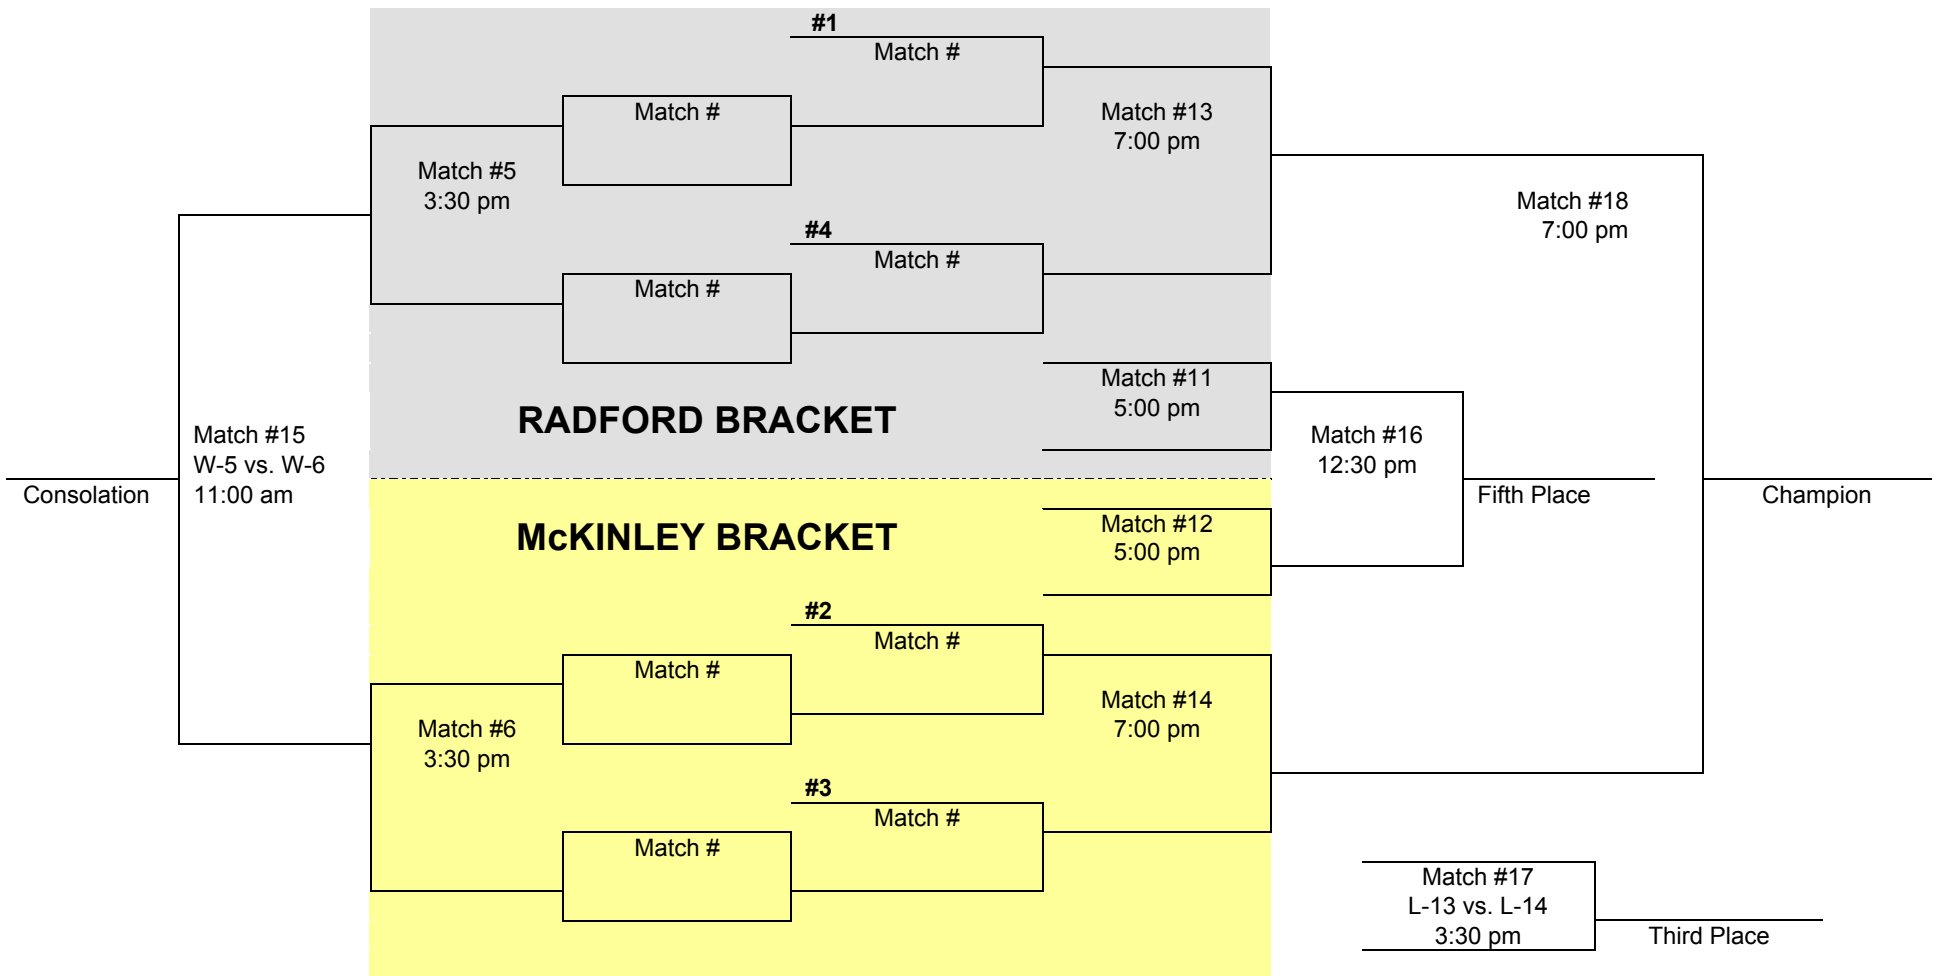 #1
Match #
Match #
Match #13
7:00 pm
Match #5
3:30 pm
Match #18
7:00 pm
#4
Match #
Match #
Match #11
5:00 pm
RADFORD BRACKET
Match #15
W-5 vs. W-6
11:00 am
Match #16
12:30 pm
Consolation
Fifth Place
Champion
McKINLEY BRACKET
Match #12
5:00 pm
#2
Match #
Match #
Match #14
7:00 pm
Match #6
3:30 pm
#3
Match #
Match #
Match #17
L-13 vs. L-14
3:30 pm
Third Place